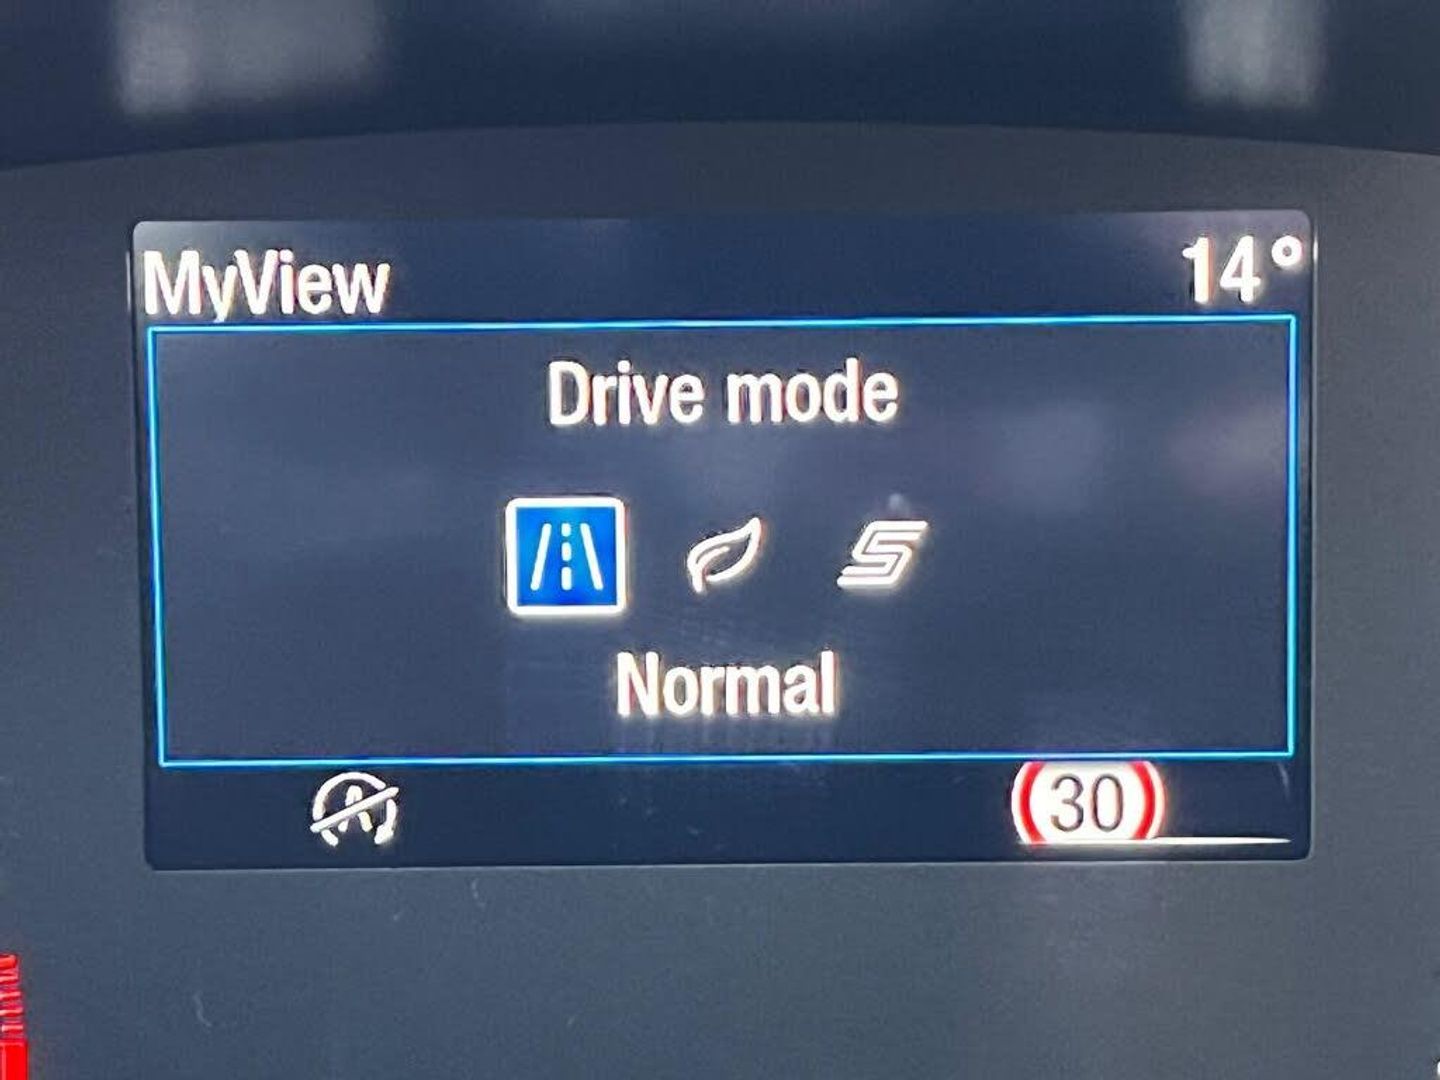 MyView
14°
Drive mode
S
Normal
A
30